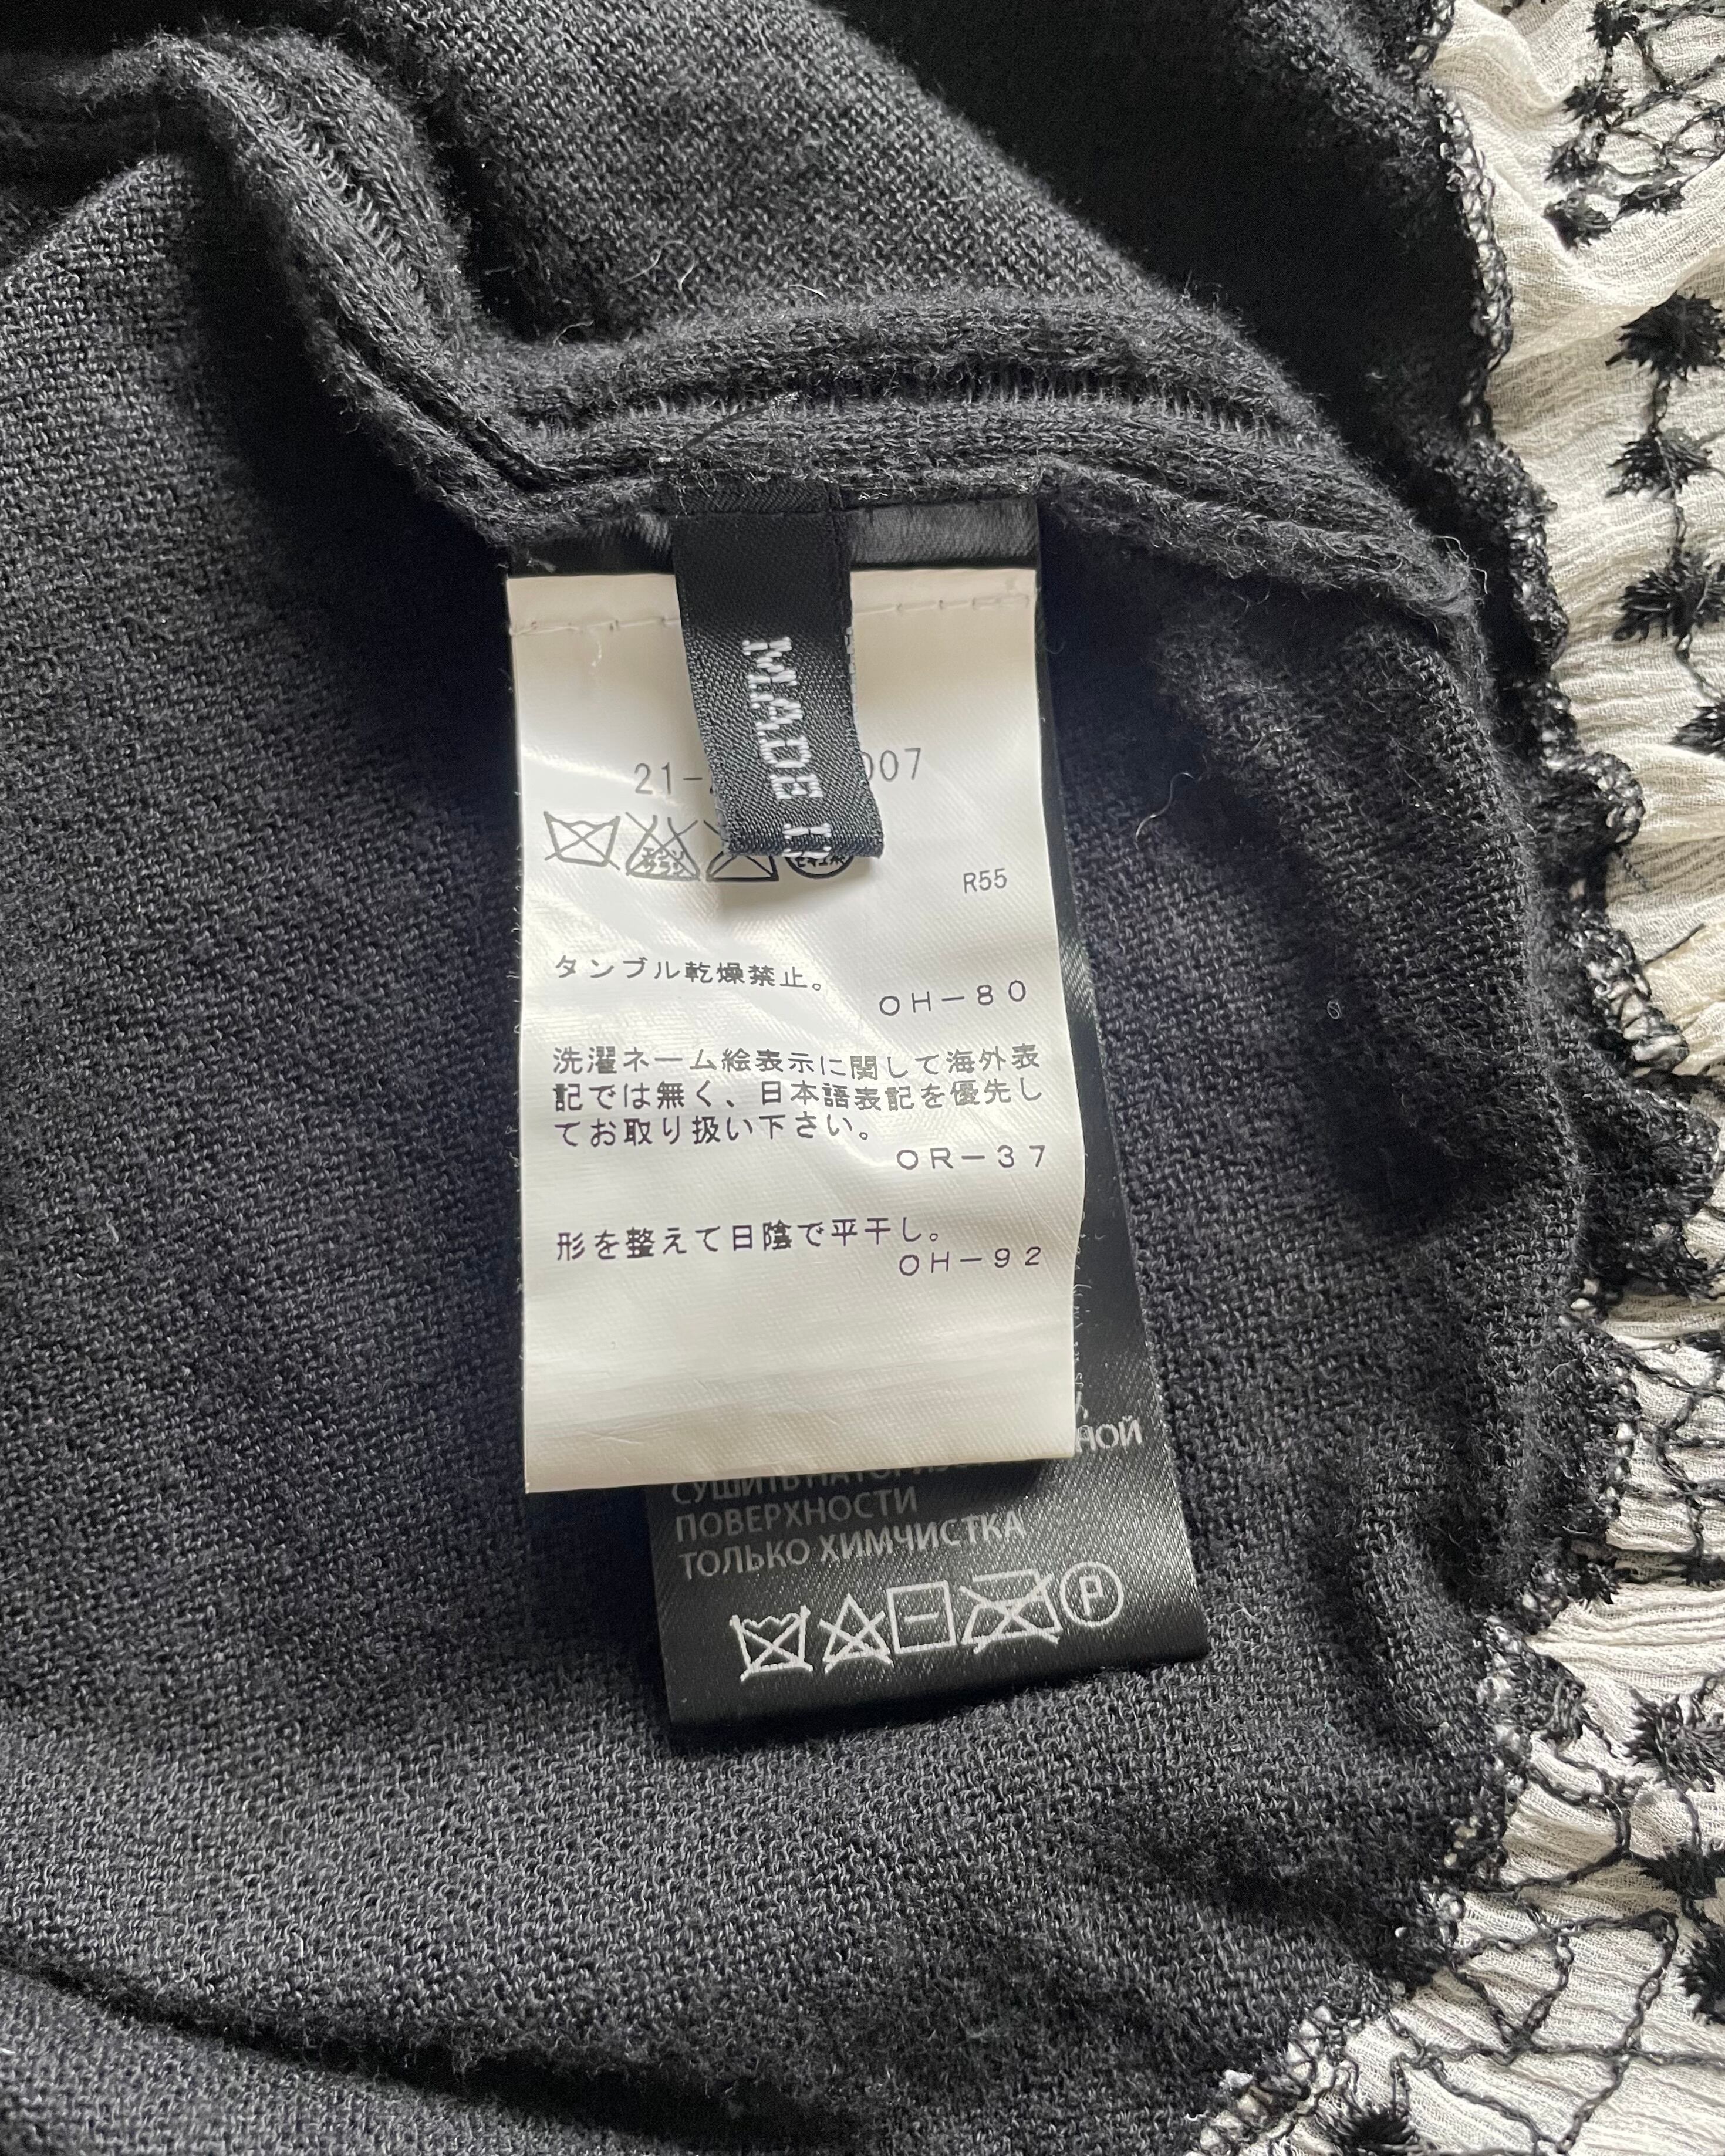 MADE
21-
007
R55
タンブル乾燥禁止。
OH-80
洗濯ネーム絵表示に関して海外表
記では無く、日本語表記を優先し
てお取り扱い下さい。
OR-37
形を整えて日陰で平干し。
OH-92
НОЙ
СУШИТЬ НА
ПОВЕРХНОСТИ
ТОЛЬКО ХИМЧИСТКА
P